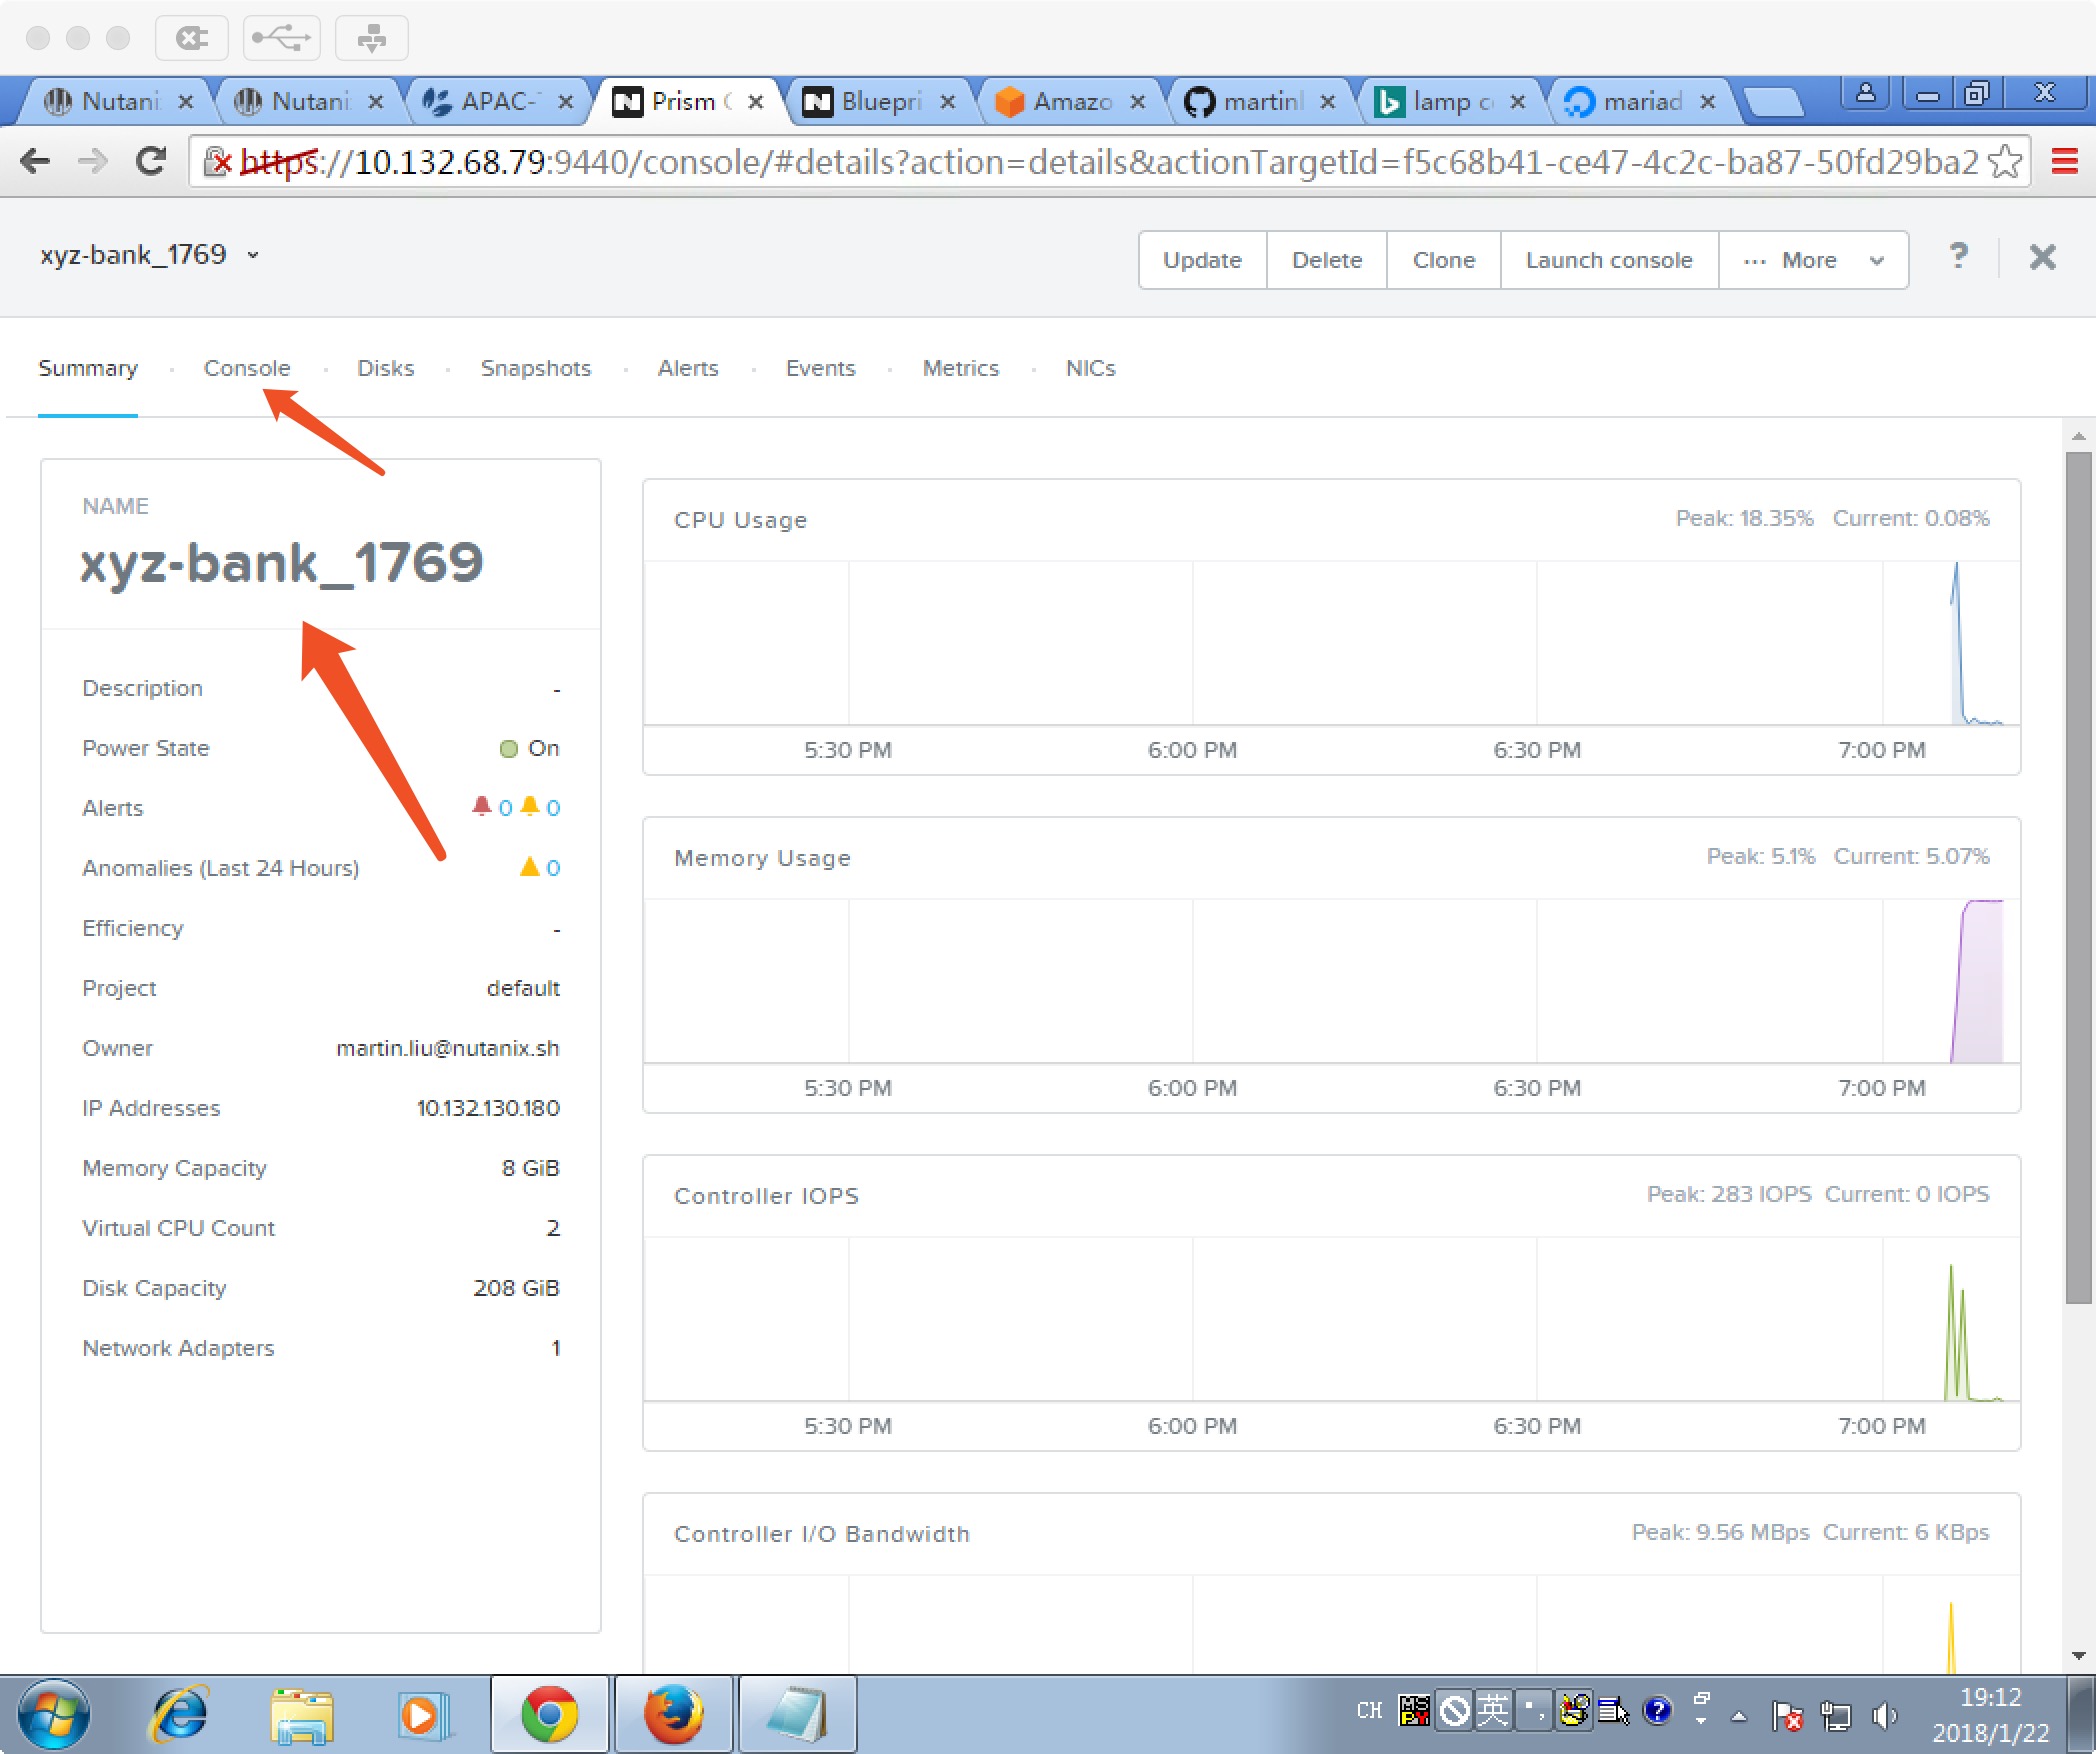 Nutani
Nutani
APAC-
Prism
Bluepri
Amazo
martinl
lamp c
mariad
https://10.132.68.79:9440/console/#details?action=details&actionTargetId=f5c68b41-ce47-4c2c-ba87-50fd29ba2
xyz-bank_1769
Update Delete Clone Launch console ··· More ?
Summary · Console · Disks · Snapshots · Alerts · Events · Metrics · NICs
NAME
xyz-bank_1769
Description -
Power State On
Alerts 0 0
Anomalies (Last 24 Hours) 0
Efficiency -
Project default
Owner martin.liu@nutanix.sh
IP Addresses 10.132.130.180
Memory Capacity 8 GiB
Virtual CPU Count 2
Disk Capacity 208 GiB
Network Adapters 1
CPU Usage Peak: 18.35% Current: 0.08%
5:30 PM 6:00 PM 6:30 PM 7:00 PM
Memory Usage Peak: 5.1% Current: 5.07%
5:30 PM 6:00 PM 6:30 PM 7:00 PM
Controller IOPS Peak: 283 IOPS Current: 0 IOPS
5:30 PM 6:00 PM 6:30 PM 7:00 PM
Controller I/O Bandwidth Peak: 9.56 MBps Current: 6 KBps
CH 英
19:12
2018/1/22